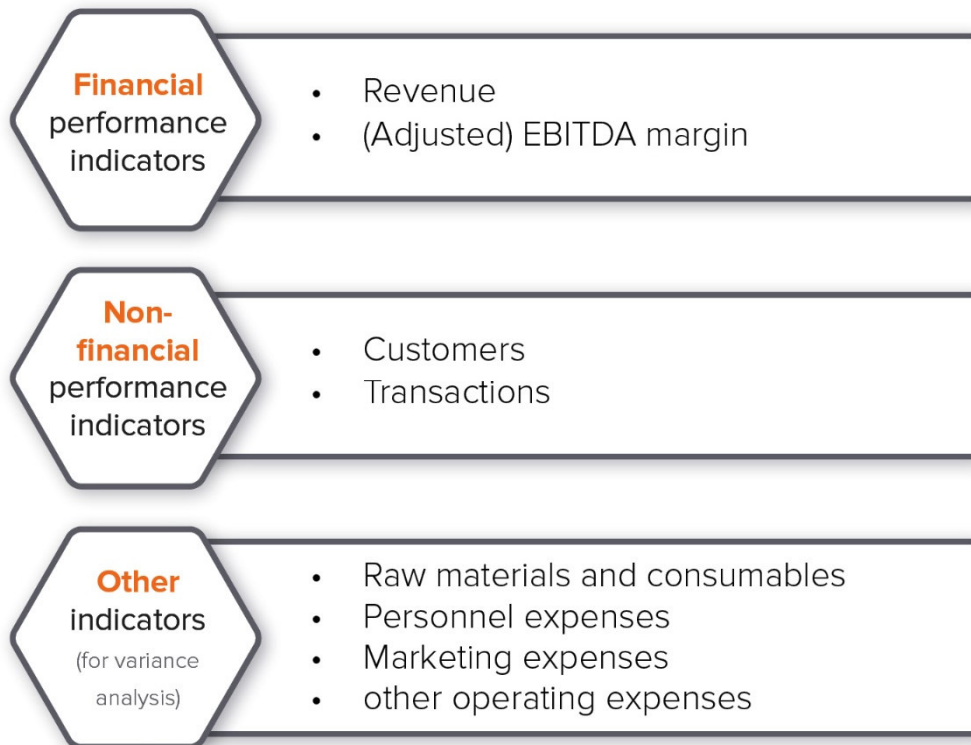 Financial
performance
indicators
• Revenue
• (Adjusted) EBITDA margin
Non-
financial
performance
indicators
• Customers
• Transactions
Other
indicators
(for variance
analysis)
• Raw materials and consumables
• Personnel expenses
• Marketing expenses
• other operating expenses